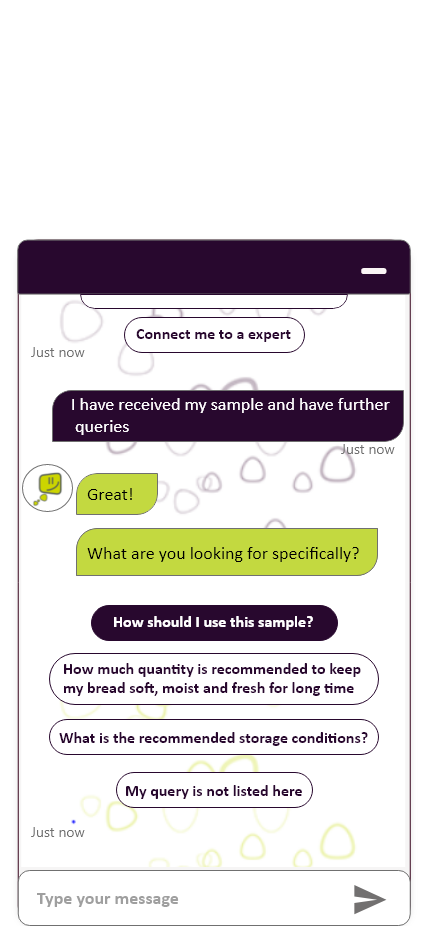 Connect me to a expert
Just now
I have received my sample and have further
queries
Just now
Great!
What are you looking for specifically?
How should I use this sample?
How much quantity is recommended to keep
my bread soft, moist and fresh for long time
What is the recommended storage conditions?
My query is not listed here
Just now
Type your message